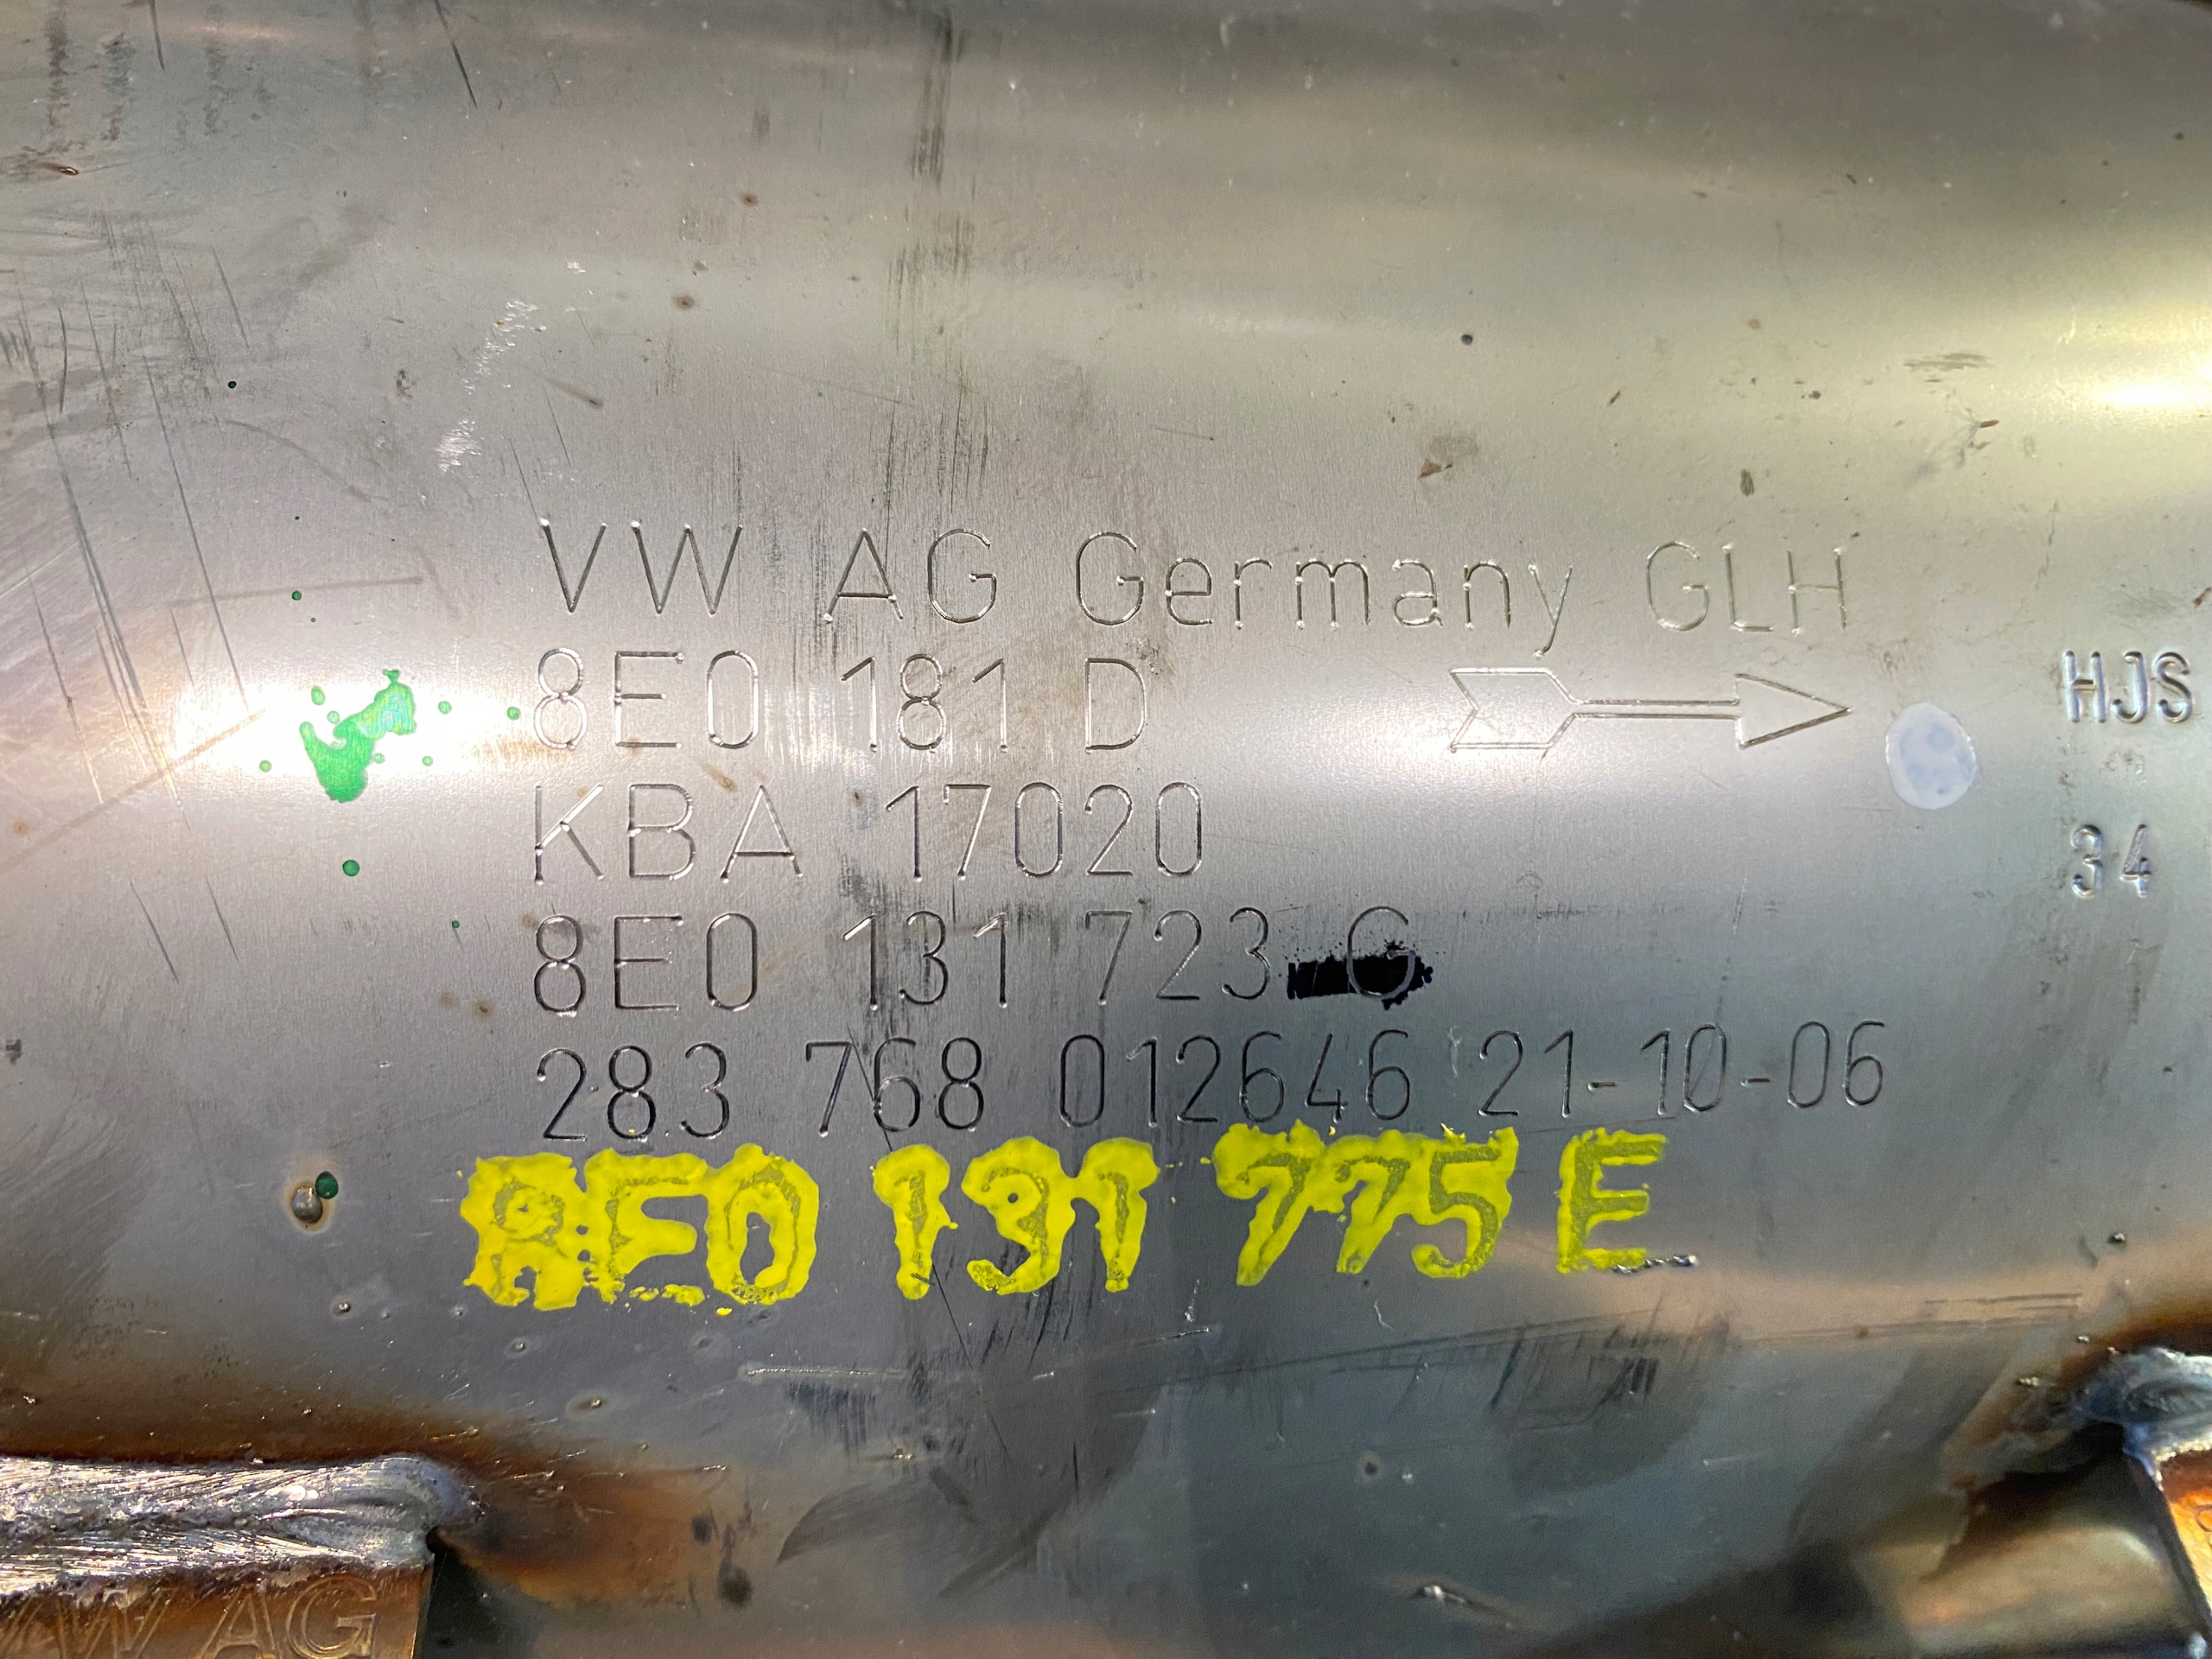 VW AG Germany GLH
8E0 181 D
HJS
KBA 17020
34
8E0 131 723 G
283 768 012646 21-10-06
8E0 131 775 E
VW AG